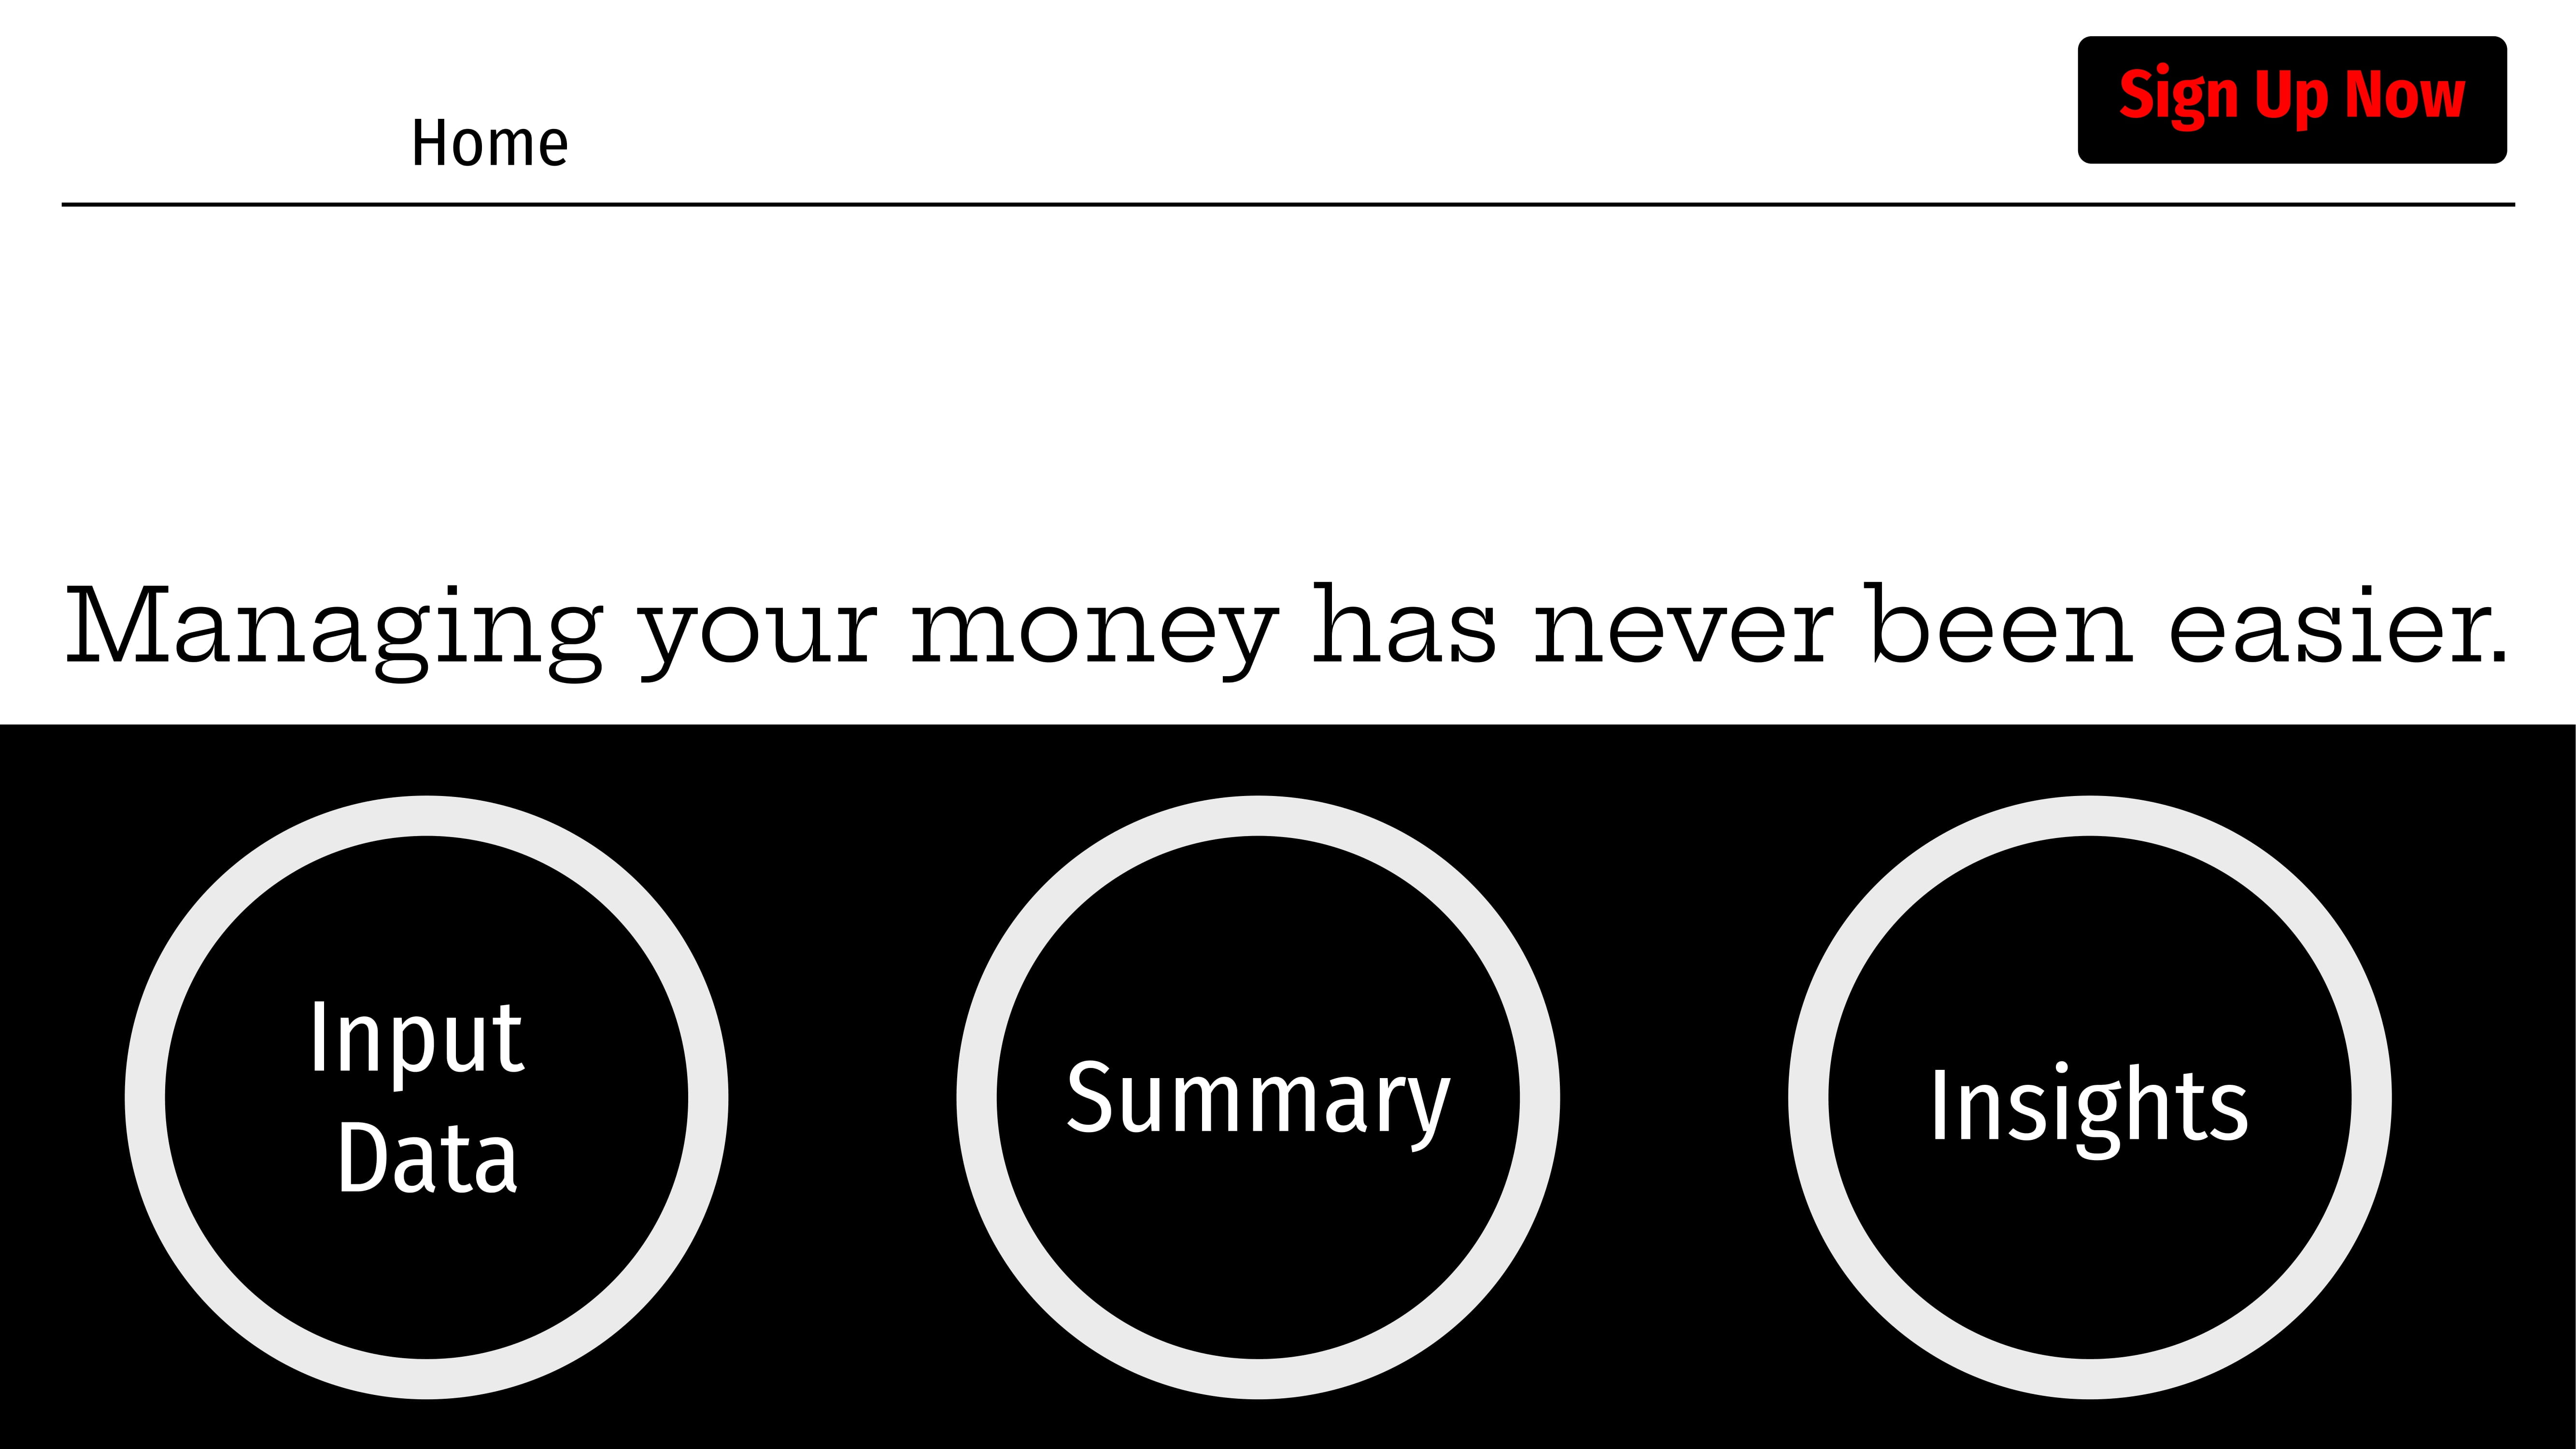 Home
Sign Up Now
Managing your money has never been easier.
Input
Data
Summary
Insights